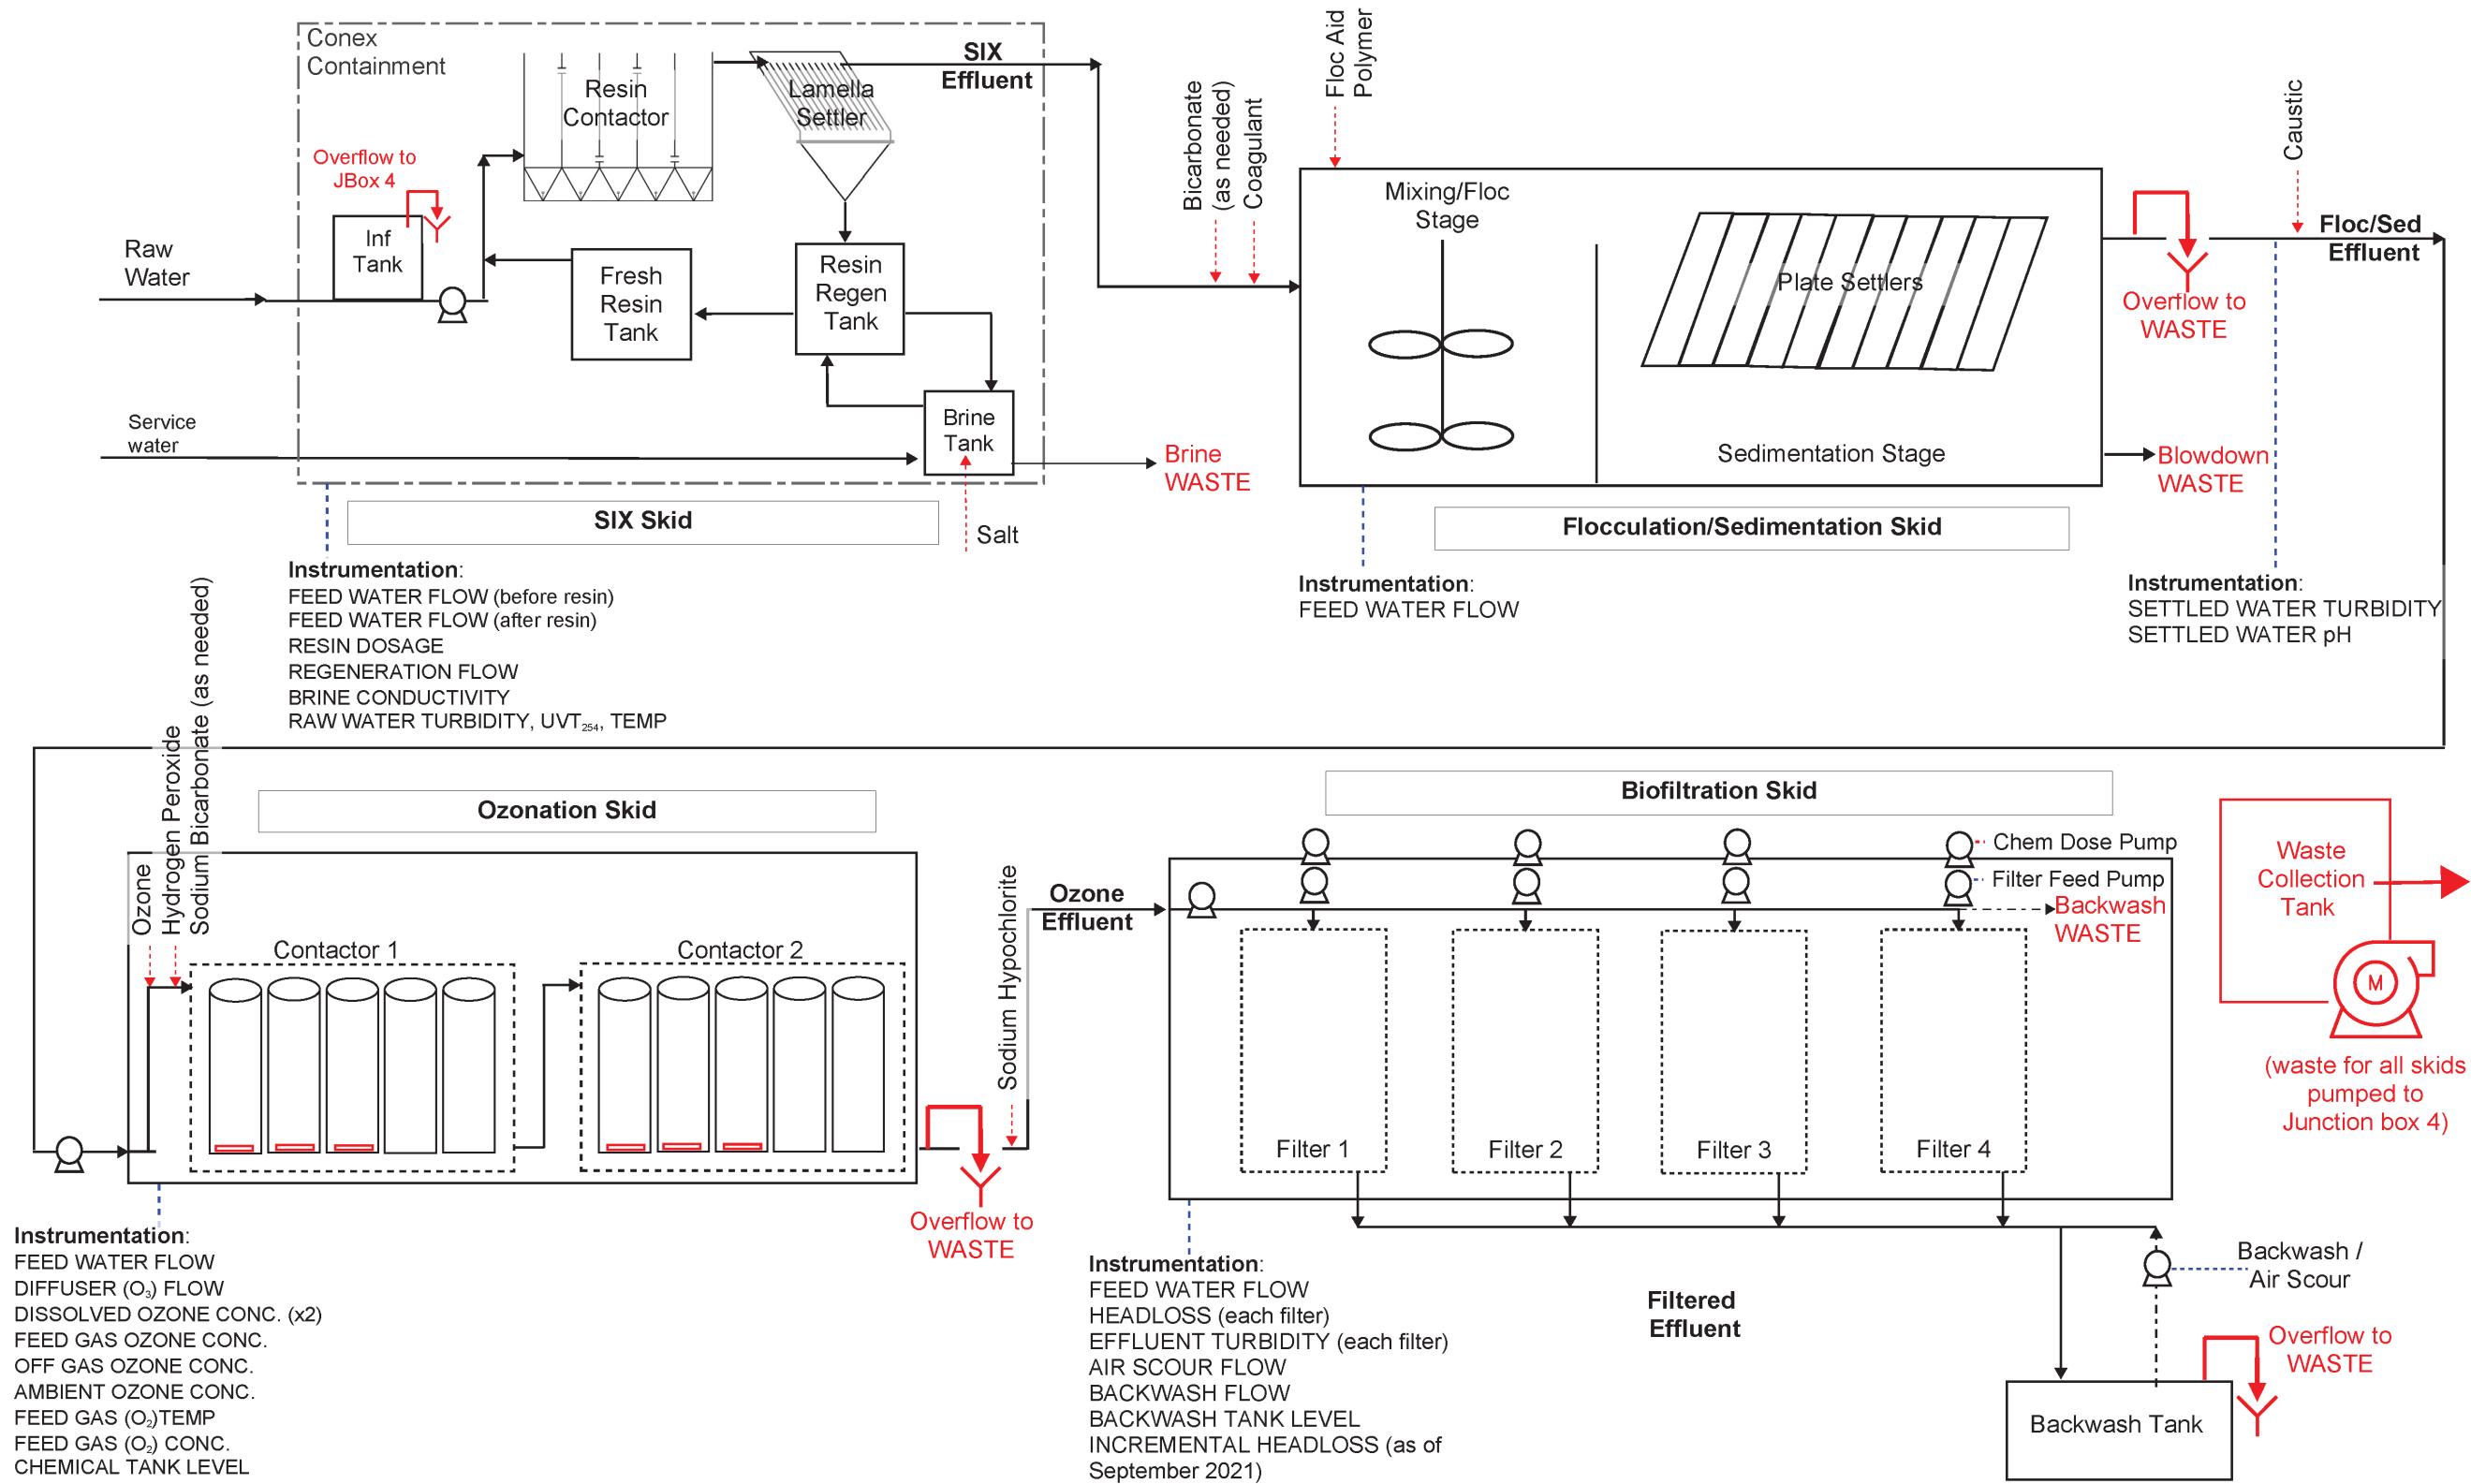 Conex
Containment
Resin
Contactor
Lamella
Settler
SIX
Effluent
Overflow to
JBox 4
Inf
Tank
Raw
Water
Fresh
Resin
Tank
Resin
Regen
Tank
Service
water
Brine
Tank
Brine
WASTE
Salt
SIX Skid
Instrumentation:
FEED WATER FLOW (before resin)
FEED WATER FLOW (after resin)
RESIN DOSAGE
REGENERATION FLOW
BRINE CONDUCTIVITY
RAW WATER TURBIDITY, UVT254, TEMP
Bicarbonate
(as needed)
Coagulant
Floc Aid
Polymer
Mixing/Floc
Stage
Plate Settlers
Sedimentation Stage
Caustic
Floc/Sed
Effluent
Overflow to
WASTE
Blowdown
WASTE
Flocculation/Sedimentation Skid
Instrumentation:
FEED WATER FLOW
Instrumentation:
SETTLED WATER TURBIDITY
SETTLED WATER pH
Ozonation Skid
Ozone
Hydrogen Peroxide
Sodium Bicarbonate (as needed)
Contactor 1
Contactor 2
Overflow to
WASTE
Sodium Hypochlorite
Instrumentation:
FEED WATER FLOW
DIFFUSER (O3) FLOW
DISSOLVED OZONE CONC. (x2)
FEED GAS OZONE CONC.
OFF GAS OZONE CONC.
AMBIENT OZONE CONC.
FEED GAS (O2)TEMP
FEED GAS (O2) CONC.
CHEMICAL TANK LEVEL
Biofiltration Skid
Ozone
Effluent
Chem Dose Pump
Filter Feed Pump
Backwash
WASTE
Filter 1
Filter 2
Filter 3
Filter 4
Waste
Collection
Tank
M
(waste for all skids
pumped to
Junction box 4)
Instrumentation:
FEED WATER FLOW
HEADLOSS (each filter)
EFFLUENT TURBIDITY (each filter)
AIR SCOUR FLOW
BACKWASH FLOW
BACKWASH TANK LEVEL
INCREMENTAL HEADLOSS (as of
September 2021)
Filtered
Effluent
Backwash /
Air Scour
Overflow to
WASTE
Backwash Tank